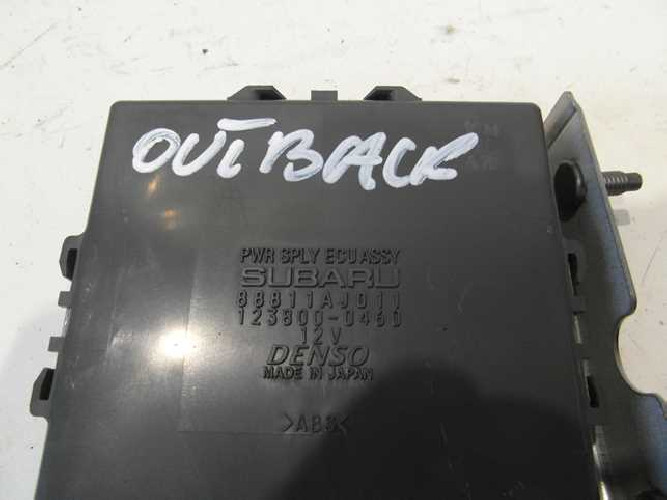 OUTBACK
PWR SPLY ECU ASSY
SUBARU
88811AJ011
123800-0460
12V
DENSO
MADE IN JAPAN
>ABS<